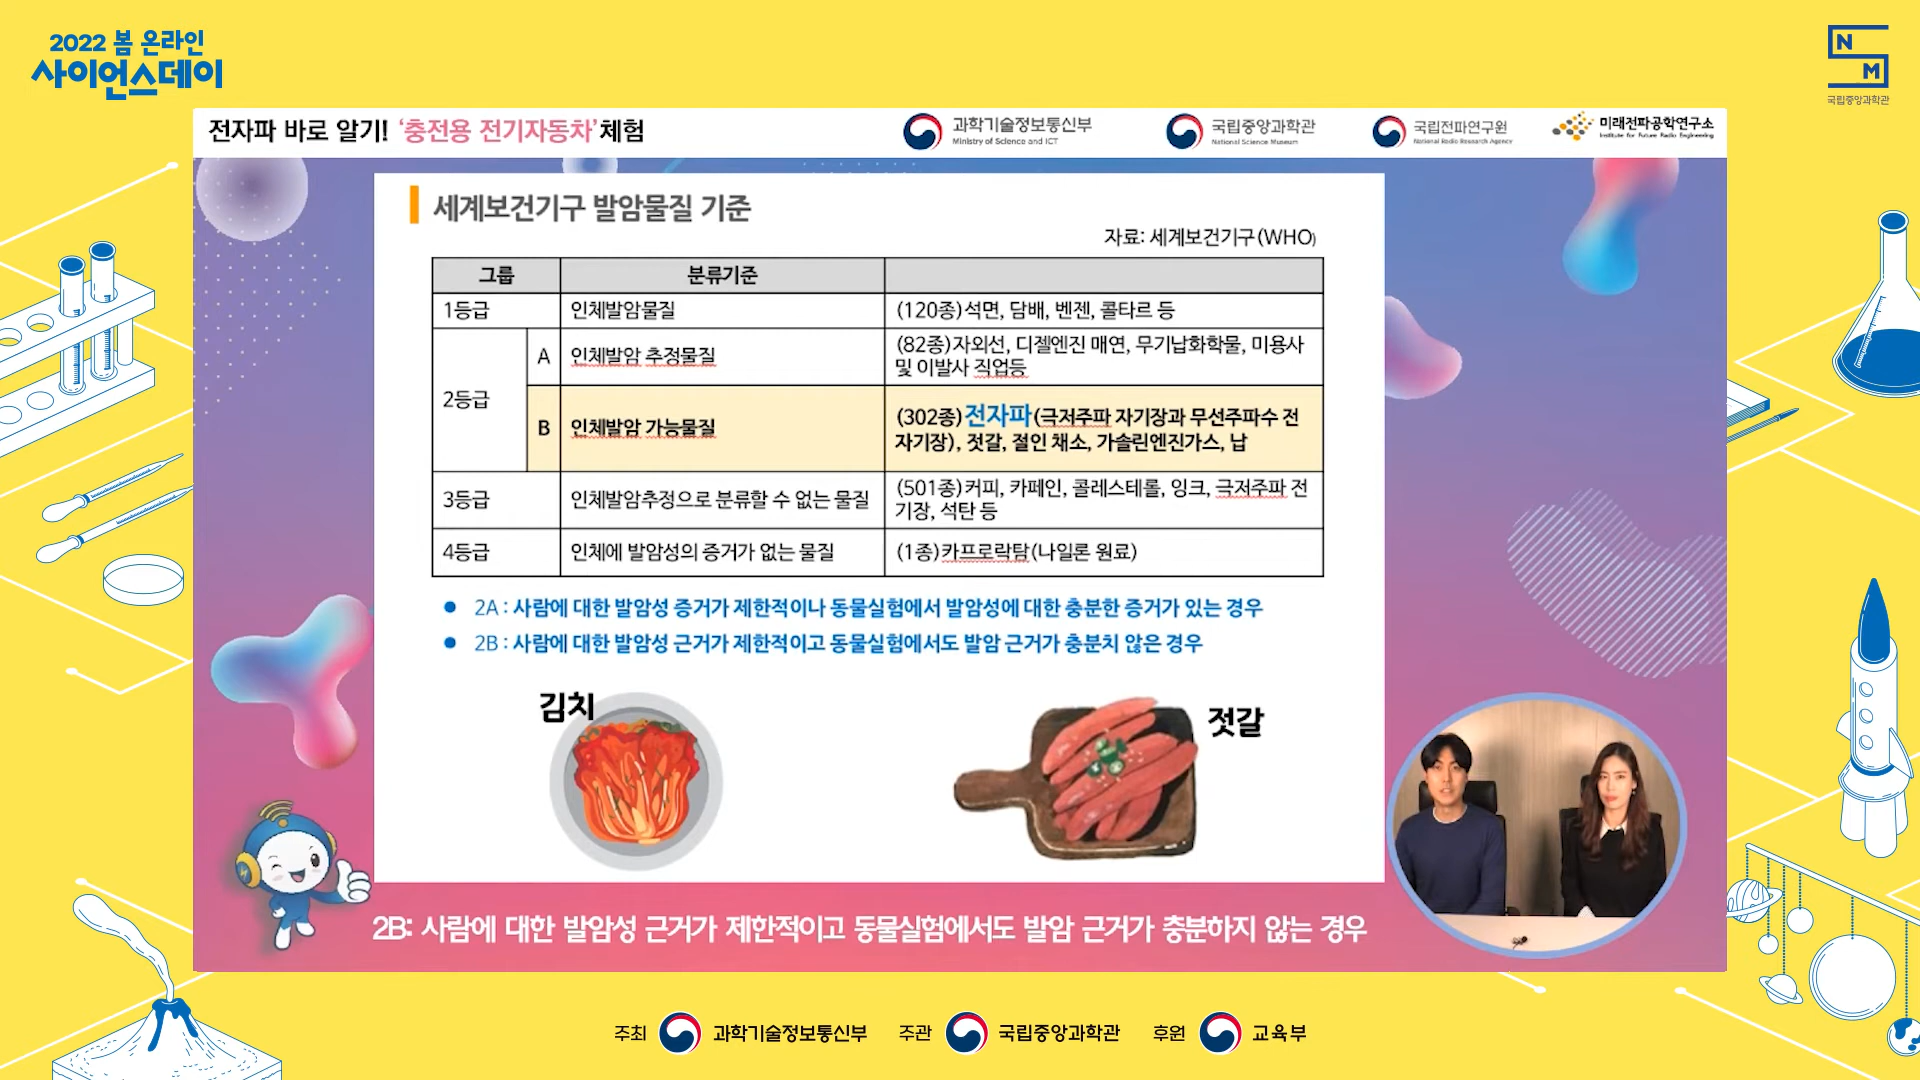 2022 봄 온라인
사이언스데이
N
S
M
국립중앙과학관
전자파 바로 알기! ‘충전용 전기자동차’체험
과학기술정보통신부
Ministry of Science and ICT
국립중앙과학관
National Science Museum
국립전파연구원
National Radio Research Agency
미래전파공학연구소
Institute for Future Radio Engineering
세계보건기구 발암물질 기준
자료: 세계보건기구(WHO)
그룹
분류기준
1등급
인체발암물질
(120종)석면, 담배, 벤젠, 콜타르 등
2등급
A
인체발암 추정물질
(82종)자외선, 디젤엔진 매연, 무기납화학물, 미용사
및 이발사 직업등
B
인체발암 가능물질
(302종)전자파(극저주파 자기장과 무선주파수 전
자기장), 젓갈, 절인 채소, 가솔린엔진가스, 납
3등급
인체발암추정으로 분류할 수 없는 물질
(501종)커피, 카페인, 콜레스테롤, 잉크, 극저주파 전
기장, 석탄 등
4등급
인체에 발암성의 증거가 없는 물질
(1종)카프로락탐(나일론 원료)
● 2A : 사람에 대한 발암성 증거가 제한적이나 동물실험에서 발암성에 대한 충분한 증거가 있는 경우
● 2B : 사람에 대한 발암성 근거가 제한적이고 동물실험에서도 발암 근거가 충분치 않은 경우
김치
젓갈
2B: 사람에 대한 발암성 근거가 제한적이고 동물실험에서도 발암 근거가 충분하지 않는 경우
주최 과학기술정보통신부 주관 국립중앙과학관 후원 교육부